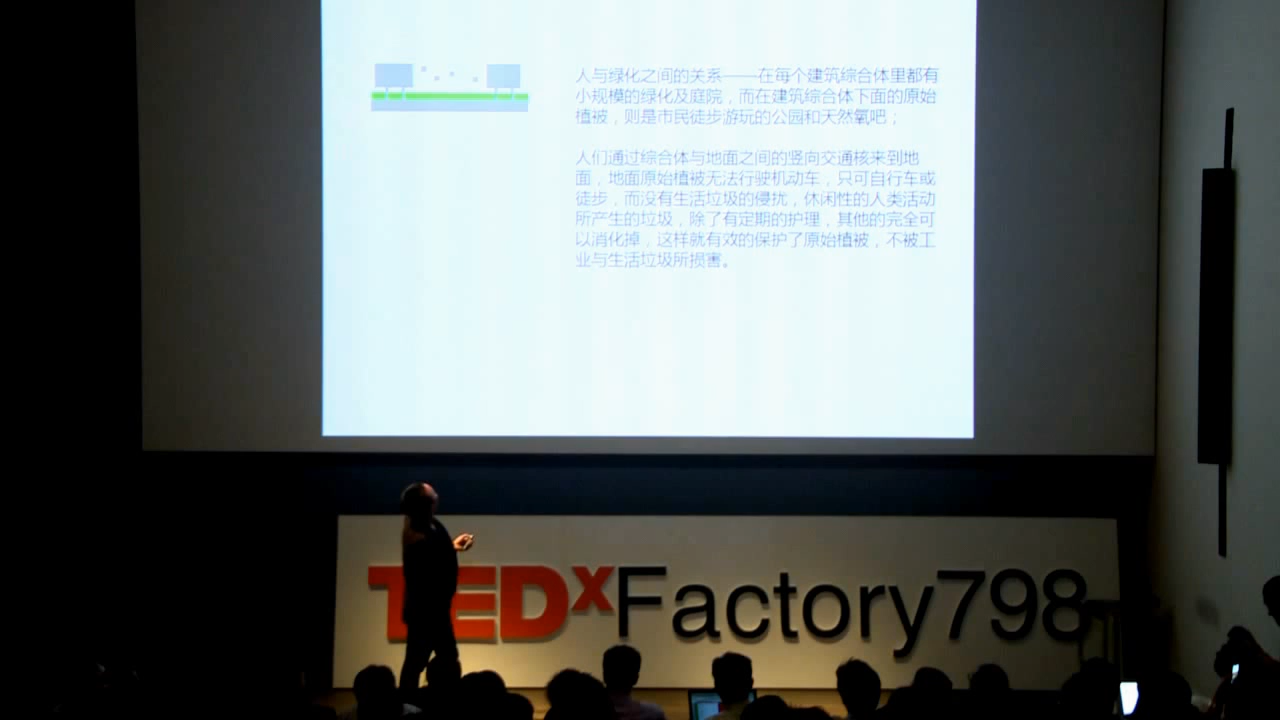 人与绿化之间的关系——在每个建筑综合体里都有
小规模的绿化及庭院，而在建筑综合体下面的原始
植被，则是市民徒步游玩的公园和天然氧吧；
人们通过综合体与地面之间的竖向交通核来到地
面，地面原始植被无法行驶机动车，只可自行车或
徒步，而没有生活垃圾的侵扰，休闲性的人类活动
所产生的垃圾，除了有定期的护理，其他的完全可
以消化掉，这样就有效的保护了原始植被，不被工
业与生活垃圾所损害。
TEDxFactory798